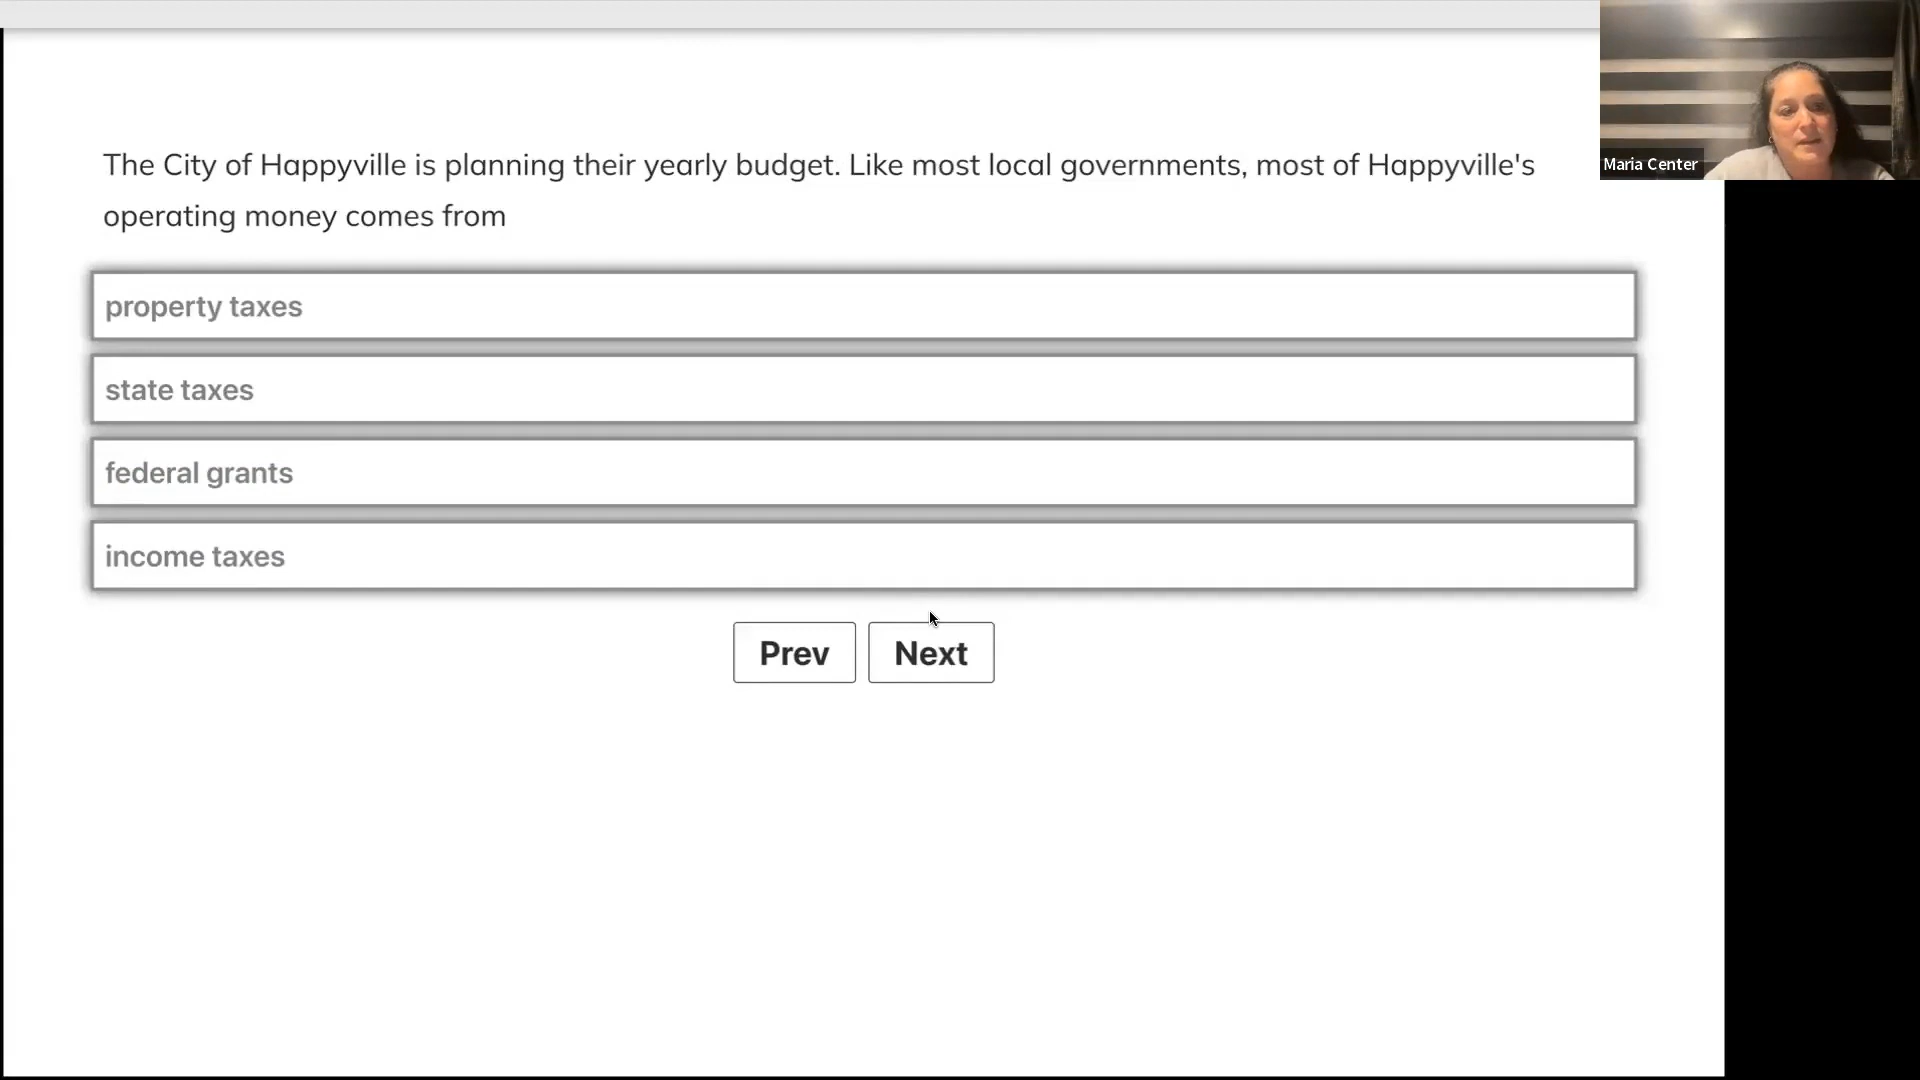 The City of Happyville is planning their yearly budget. Like most local governments, most of Happyville's
operating money comes from
property taxes
state taxes
federal grants
income taxes
Prev
Next
Maria Center